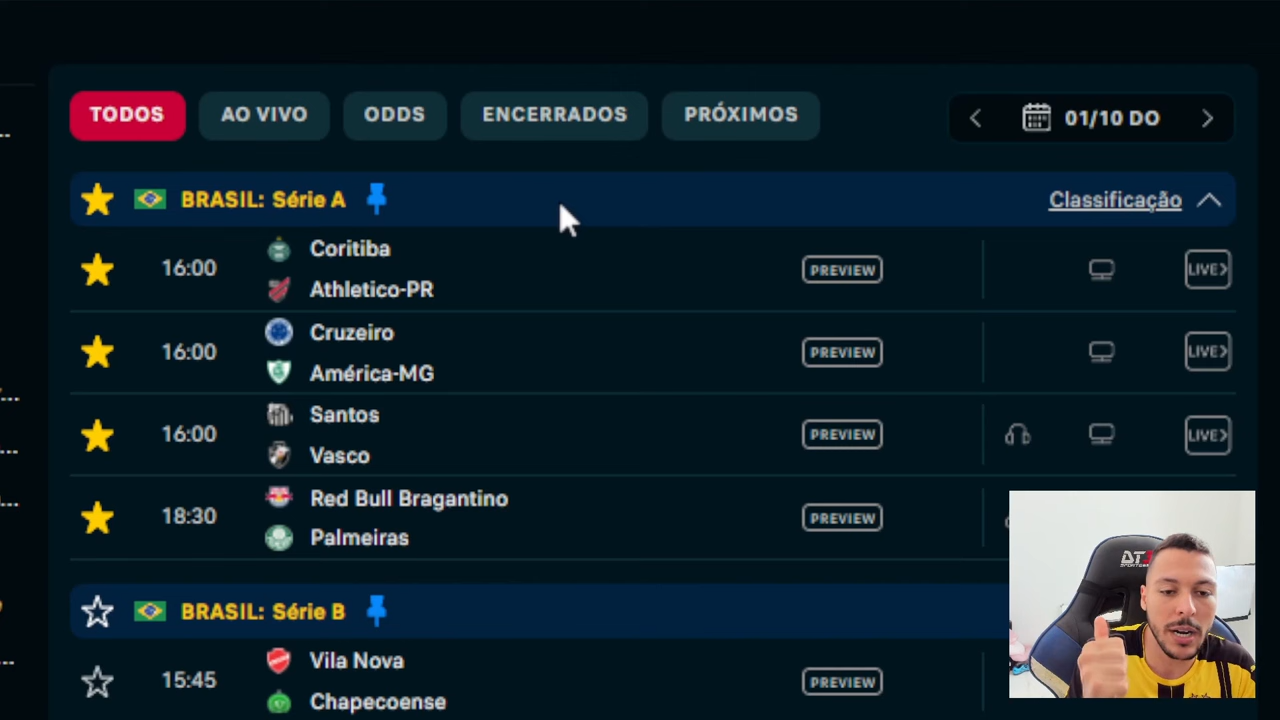 TODOS AO VIVO ODDS ENCERRADOS PRÓXIMOS 01/10 DO
BRASIL: Série A Classificação
16:00 Coritiba PREVIEW LIVE
Athletico-PR
16:00 Cruzeiro PREVIEW LIVE
América-MG
16:00 Santos PREVIEW LIVE
Vasco
18:30 Red Bull Bragantino PREVIEW
Palmeiras
BRASIL: Série B
15:45 Vila Nova PREVIEW
Chapecoense